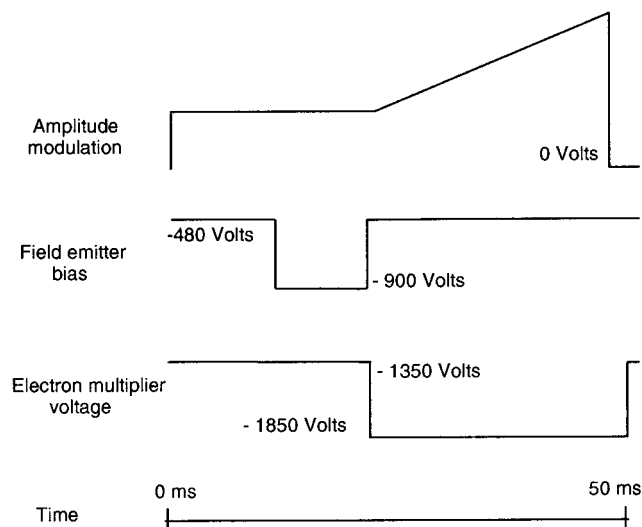 Amplitude
modulation
0 Volts
-480 Volts
Field emitter
bias
- 900 Volts
- 1350 Volts
Electron multiplier
voltage
- 1850 Volts
0 ms
50 ms
Time